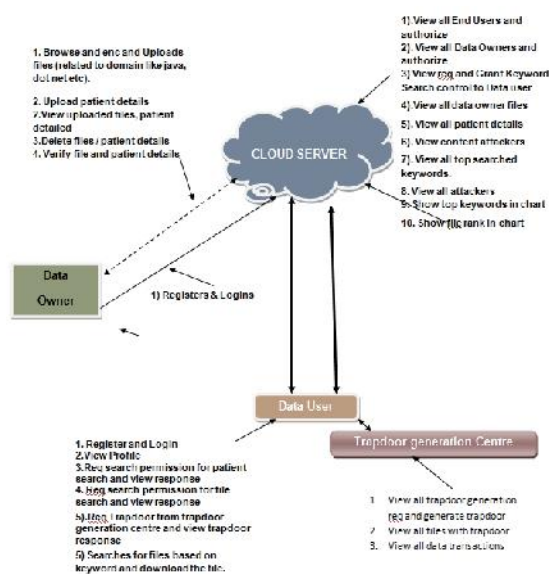 1. Browse and enc and Uploads
files (related to domain like java,
dot net etc).
2. Upload patient details
2.View uploaded files, patient
detailed
3.Delete files / patient details
4. Verify file and patient details
1).View all End Users and
authorize
2). View all Data Owners and
authorize
3) View req and Grant Keyword
Search control to Data user
4).View all data owner files
5). View all patient details
6). View content attackers
7). View all top searched
keywords.
8. View all attackers
9. Show top keywords in chart
10. Show file rank in chart
CLOUD SERVER
Data
Owner
1) Registers & Logins
Data User
Trapdoor generation Centre
1. Register and Login
2.View Profile
3.Req search permission for patient
search and view response
4. Req search permission for file
search and view response
5).Req Trapdoor from trapdoor
generation centre and view trapdoor
response
5) Searches for files based on
keyword and download the file.
1 View all trapdoor generation
req and generate trapdoor
2 View all files with trapdoor
3. View all data transactions